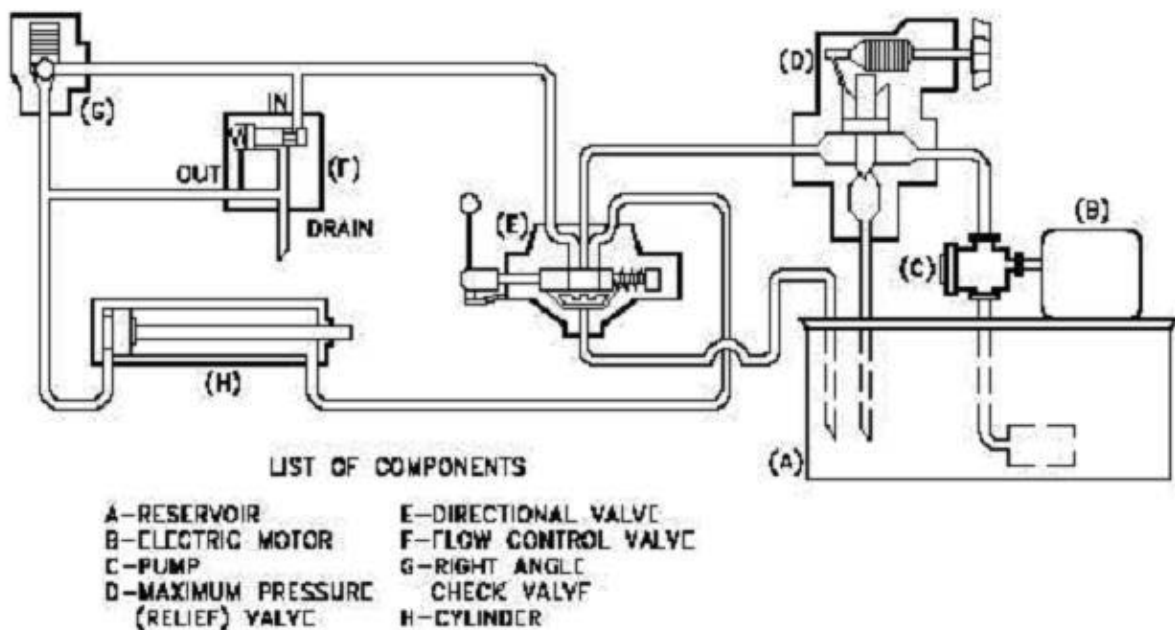 (D)
(G)
IN
OUT
(F)
DRAIN
(E)
(B)
(C)
(H)
(A)
LIST OF COMPONENTS
A-RESERVOIR
B-ELECTRIC MOTOR
C-PUMP
D-MAXIMUM PRESSURE
(RELIEF) VALVE
E-DIRECTIONAL VALVE
F-FLOW CONTROL VALVE
G-RIGHT ANGLE
CHECK VALVE
H-CYLINDER